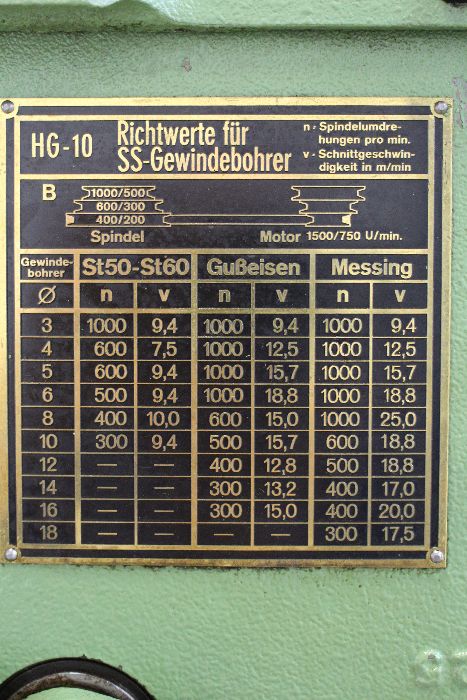 HG-10 Richtwerte für SS-Gewindebohrer
n - Spindelumdre-
hungen pro min.
v - Schnittgeschwin-
digkeit in m/min
B
1000/500
600/300
400/200
Spindel Motor 1500/750 U/min.
Gewinde-
bohrer St50-St60 Gußeisen Messing
Ø n v n v n v
3 1000 9,4 1000 9,4 1000 9,4
4 600 7,5 1000 12,5 1000 12,5
5 600 9,4 1000 15,7 1000 15,7
6 500 9,4 1000 18,8 1000 18,8
8 400 10,0 600 15,0 1000 25,0
10 300 9,4 500 15,7 600 18,8
12 — — 400 12,8 500 18,8
14 — — 300 13,2 400 17,0
16 — — 300 15,0 400 20,0
18 — — — — 300 17,5